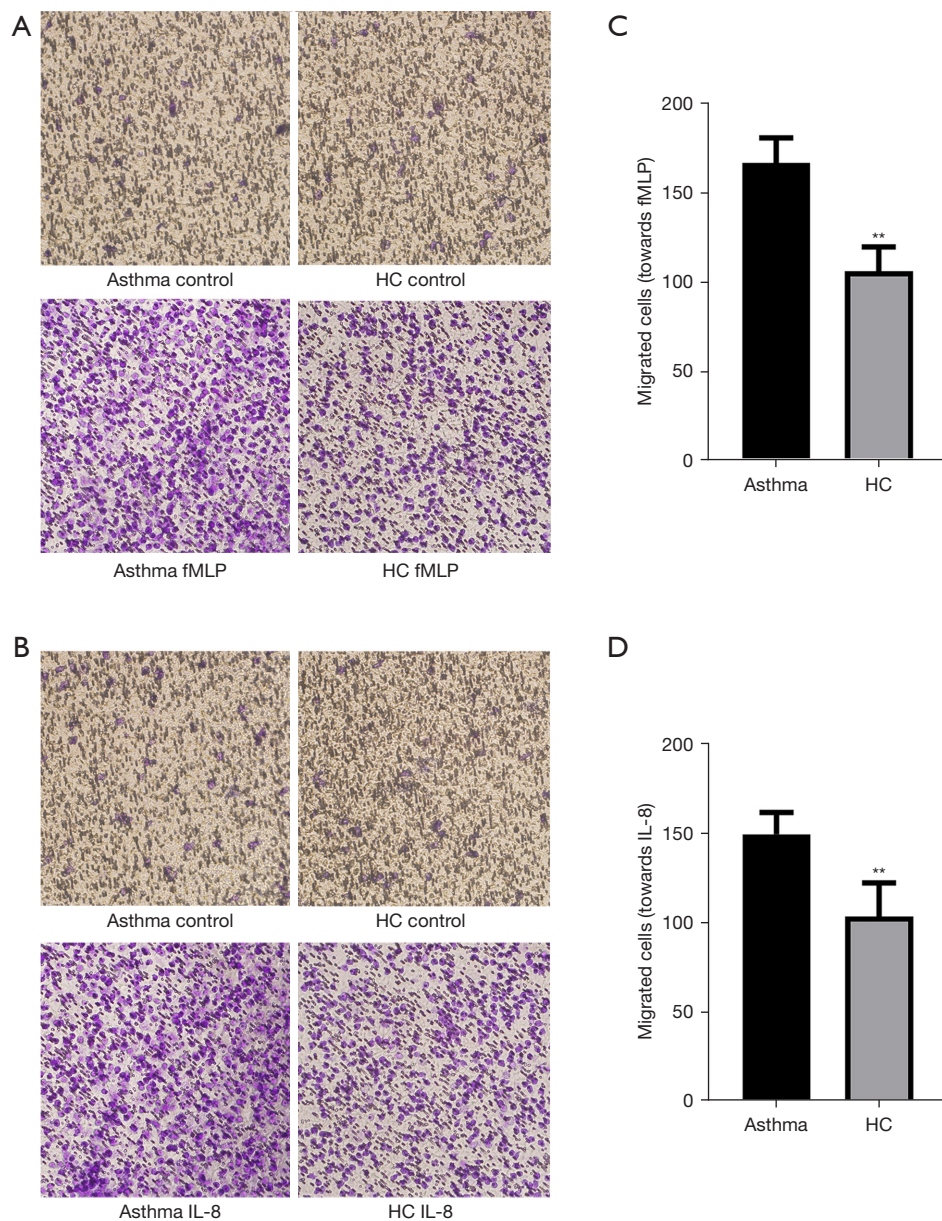 A
Asthma control
HC control
Asthma fMLP
HC fMLP
B
Asthma control
HC control
Asthma IL-8
HC IL-8
C
Migrated cells (towards fMLP)
200
150
100
50
0
**
Asthma
HC
D
Migrated cells (towards IL-8)
200
150
100
50
0
**
Asthma
HC